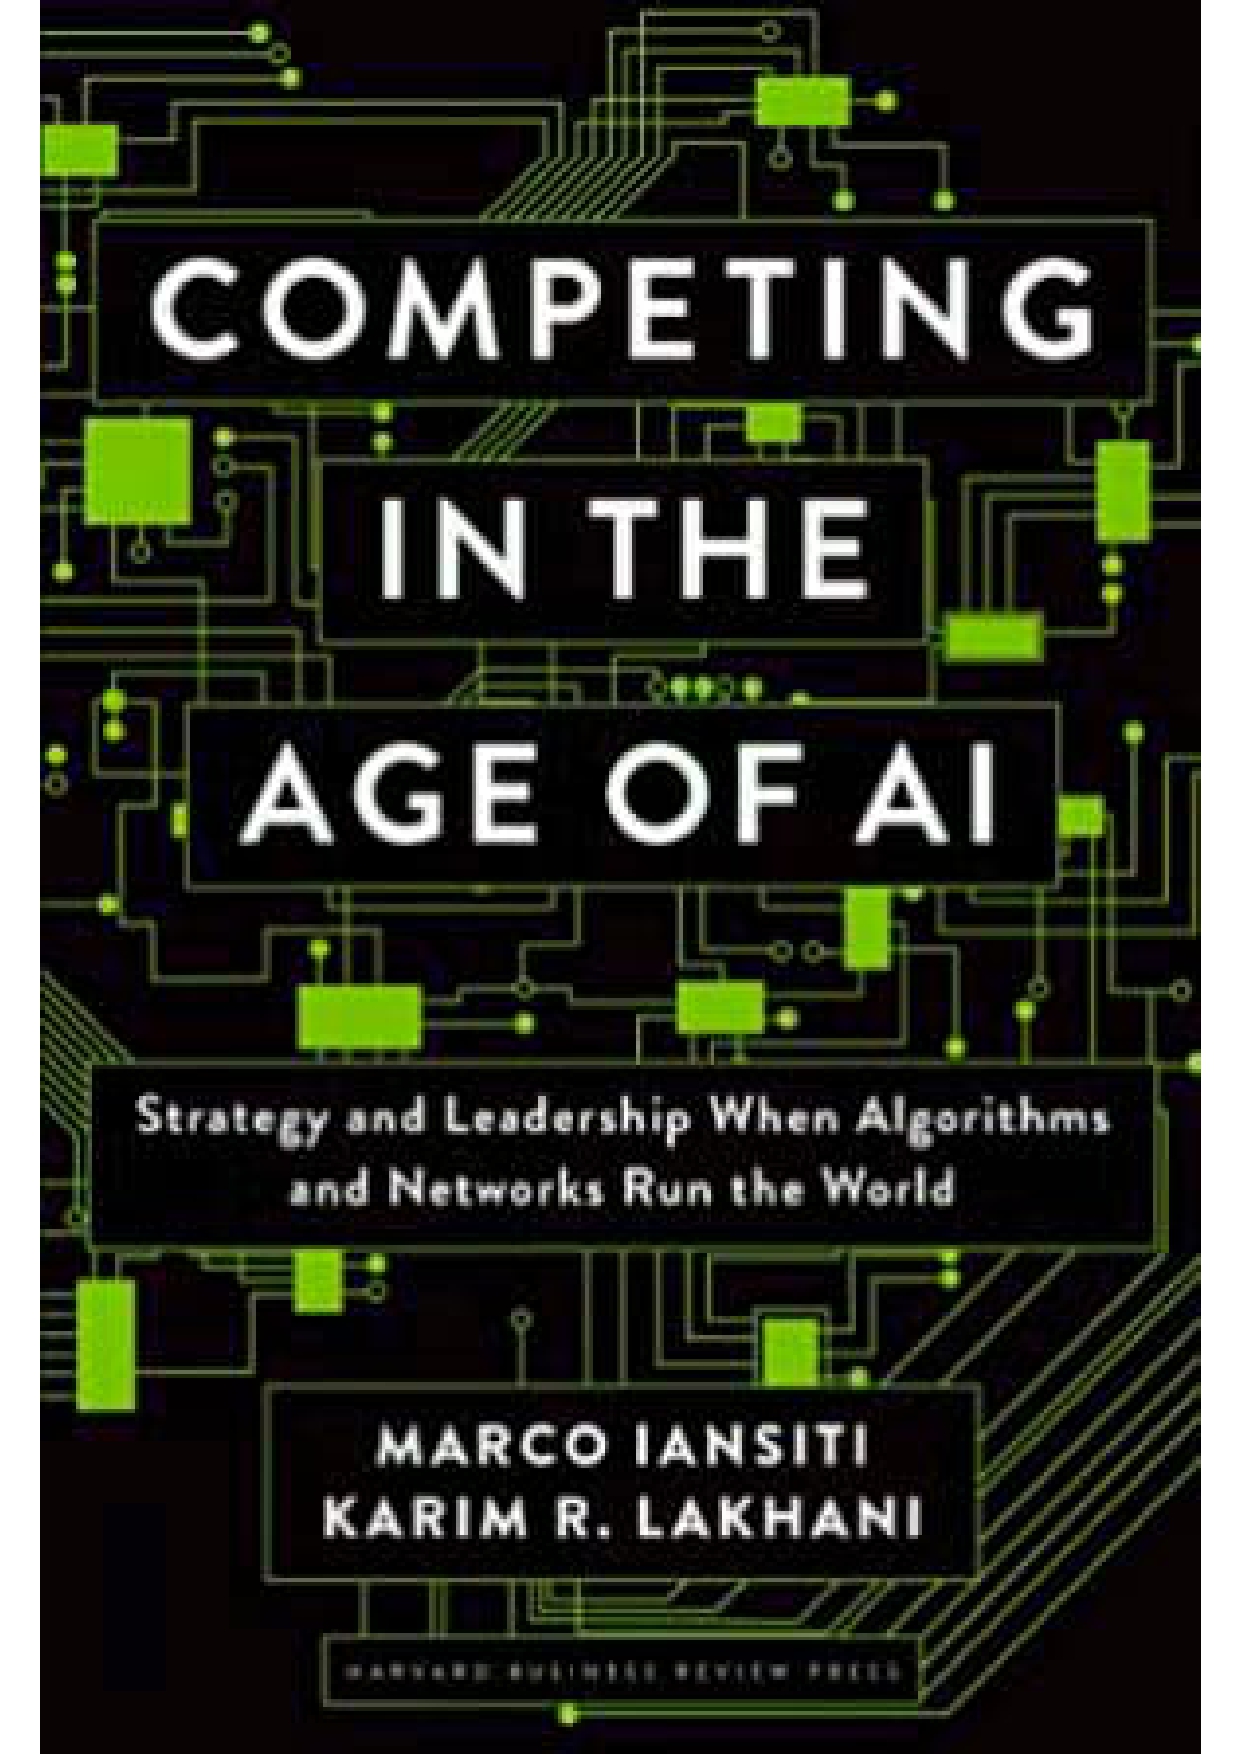 COMPETING
IN THE
AGE OF AI
Strategy and Leadership When Algorithms
and Networks Run the World
MARCO IANSITI
KARIM R. LAKHANI
HARVARD BUSINESS REVIEW PRESS